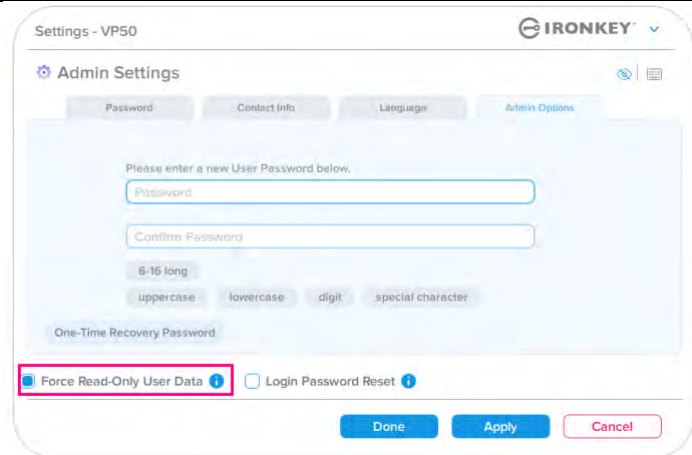 Settings - VP50 IRONKEY
Admin Settings
Password Contact Info Language Admin Options
Please enter a new User Password below.
Password
Confirm Password
6-16 long
uppercase lowercase digit special character
One-Time Recovery Password
Force Read-Only User Data i Login Password Reset i
Done Apply Cancel